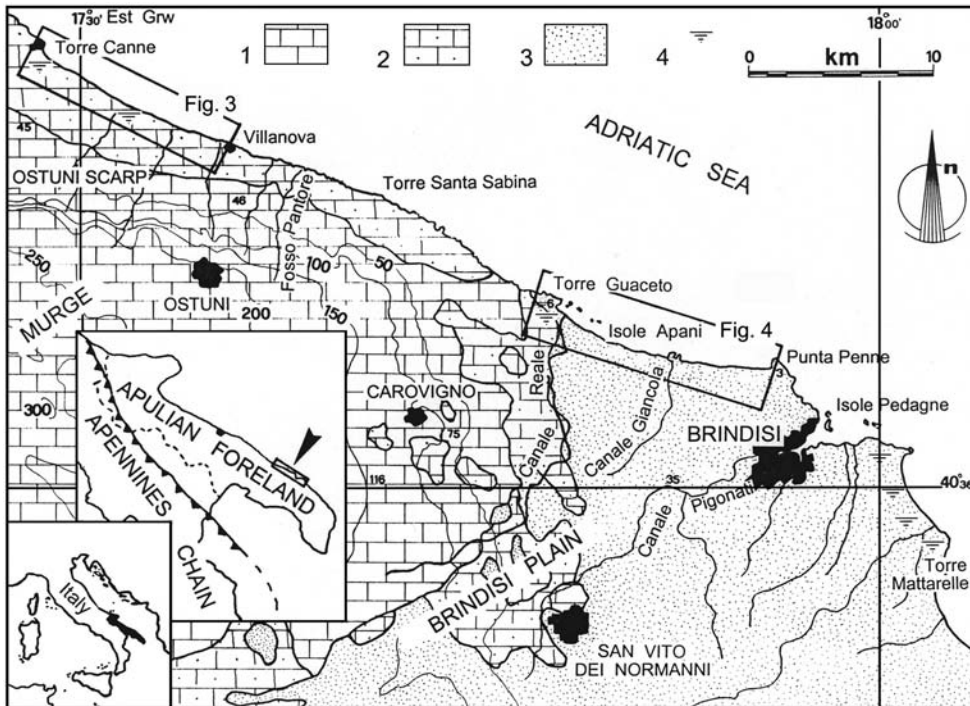 17°30' Est Grw
Torre Canne
1
2
3
4
18°00'
0 km 10
Fig. 3
45
Villanova
ADRIATIC SEA
n
OSTUNI SCARP
46
Fosso Pantore
Torre Santa Sabina
250
100
50
OSTUNI
200
150
MURGE
Torre Guaceto
6
Isole Apani
Fig. 4
Punta Penne
3
300
CAROVIGNO
75
Canale Reale
Canale Giancola
Isole Pedagne
BRINDISI
116
35
40°36'
Canale Pigonati
APULIAN FORELAND
APENNINES CHAIN
BRINDISI PLAIN
Torre
Mattarelle
Italy
SAN VITO
DEI NORMANNI